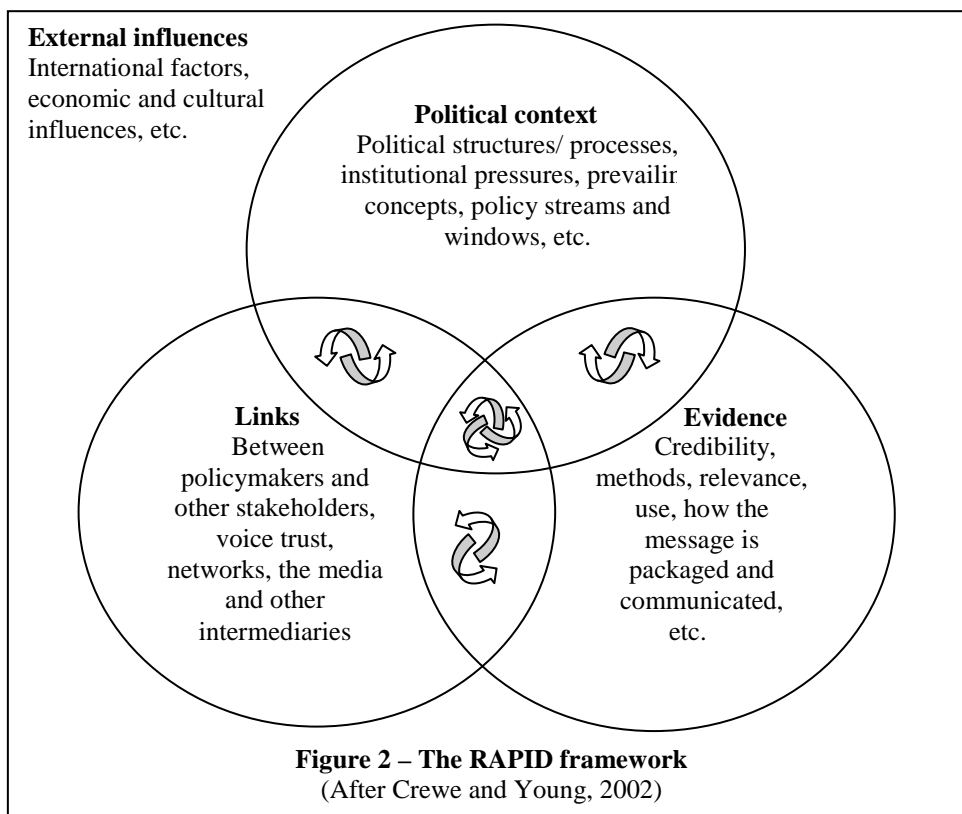 External influences
International factors,
economic and cultural
influences, etc.
Political context
Political structures/ processes,
institutional pressures, prevailin
concepts, policy streams and
windows, etc.
Links
Between
policymakers and
other stakeholders,
voice trust,
networks, the media
and other
intermediaries
Evidence
Credibility,
methods, relevance,
use, how the
message is
packaged and
communicated,
etc.
Figure 2 – The RAPID framework
(After Crewe and Young, 2002)